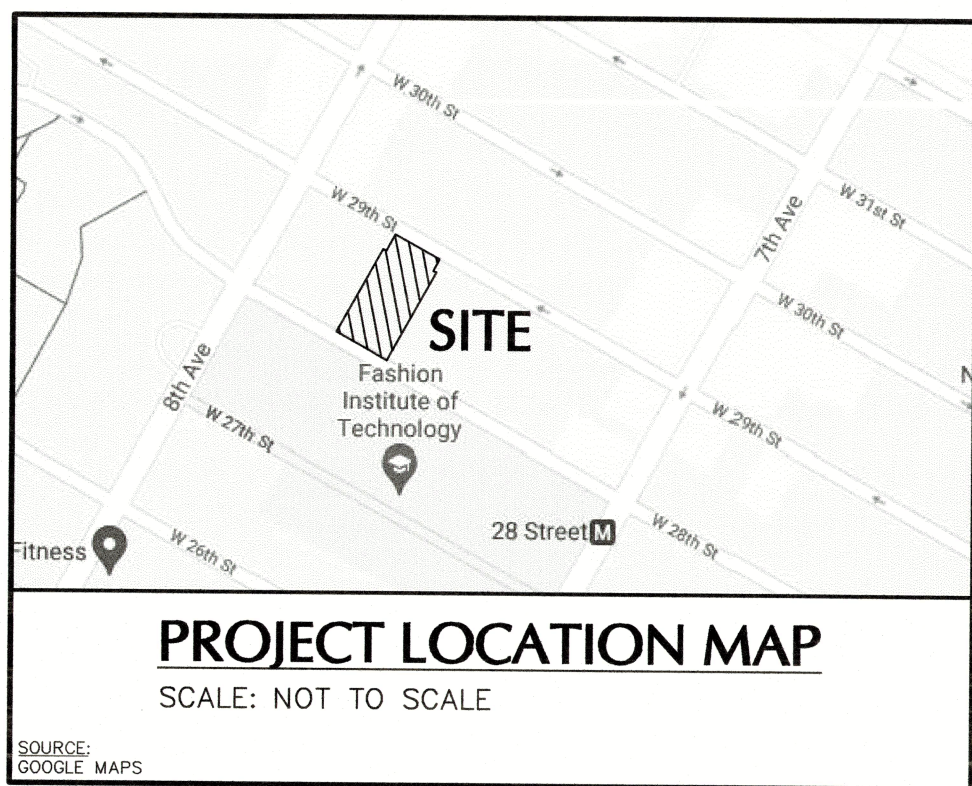 W 30th St
W 29th St
7th Ave
W 31st St
SITE
W 30th St
Fashion
Institute of
Technology
8th Ave
W 27th St
W 29th St
28 Street M
W 28th St
Fitness
W 26th St
N
PROJECT LOCATION MAP
SCALE: NOT TO SCALE
SOURCE:
GOOGLE MAPS